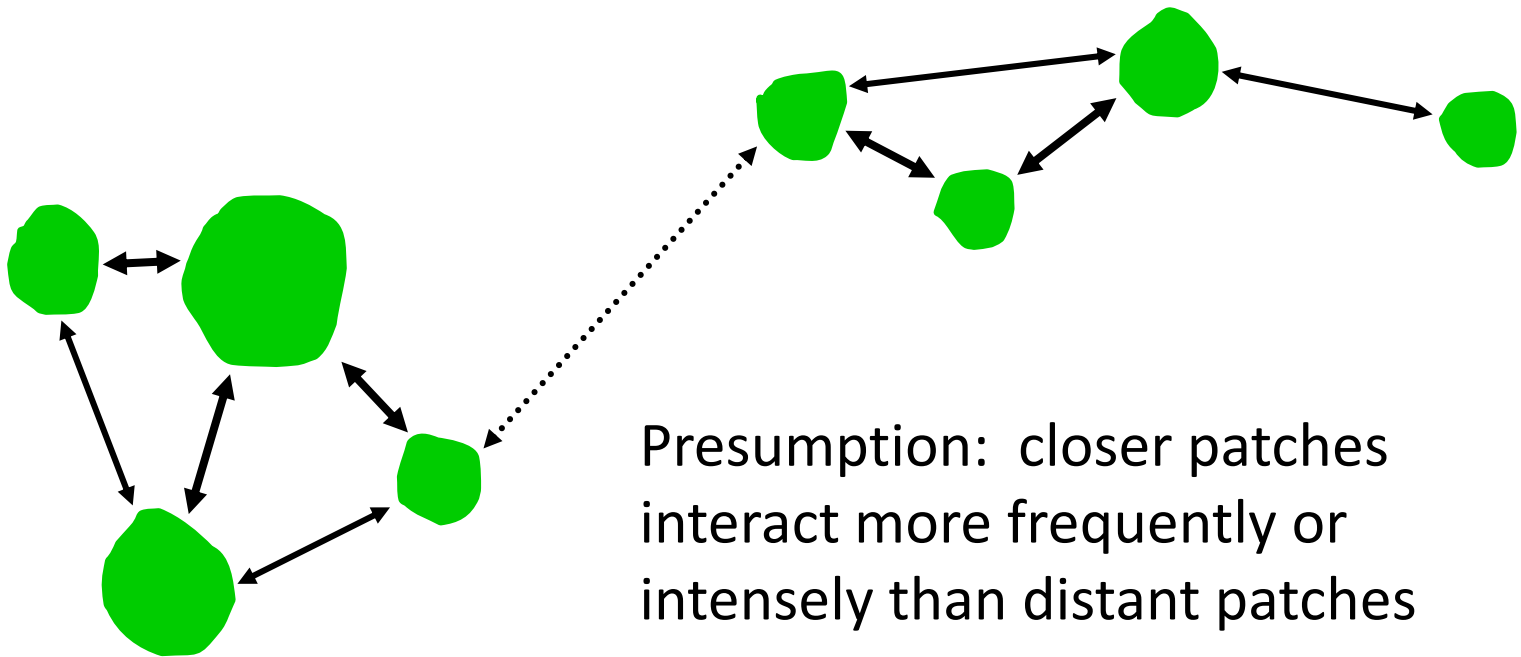 Presumption:  closer patches
interact more frequently or
intensely than distant patches